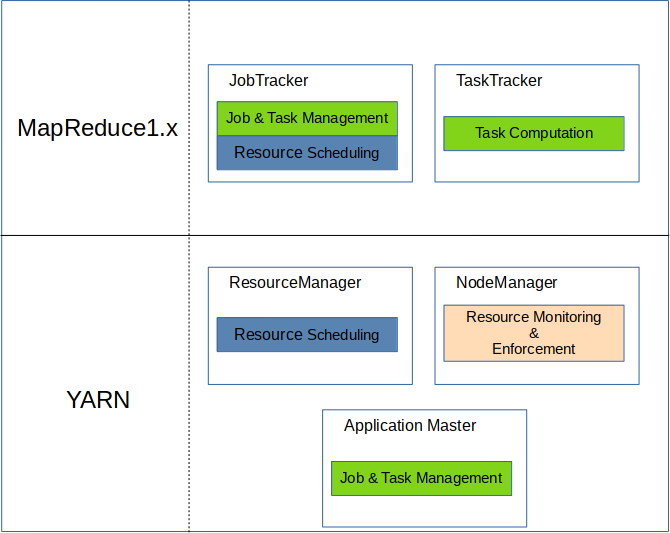 MapReduce1.x
JobTracker
Job & Task Management
Resource Scheduling
TaskTracker
Task Computation
YARN
ResourceManager
Resource Scheduling
NodeManager
Resource Monitoring
&
Enforcement
Application Master
Job & Task Management